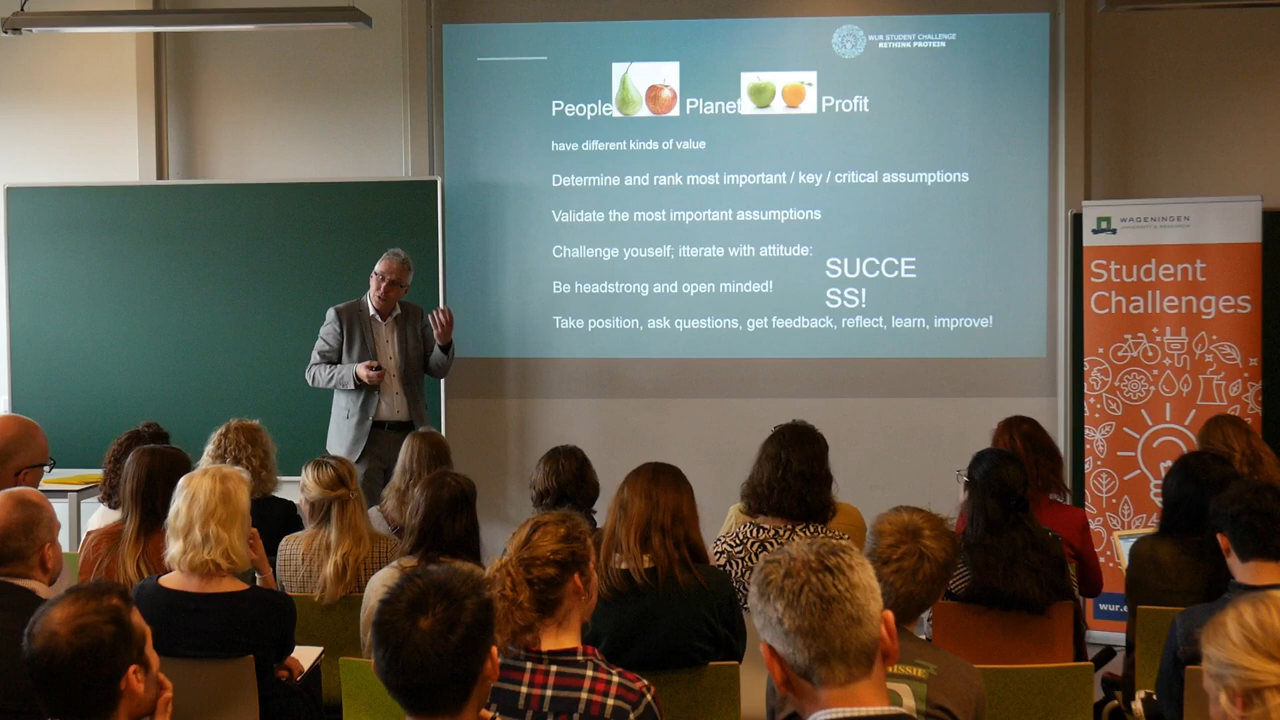 WUR STUDENT CHALLENGE
RETHINK PROTEIN
People Planet Profit
have different kinds of value
Determine and rank most important / key / critical assumptions
Validate the most important assumptions
Challenge youself; itterate with attitude:
SUCCE
SS!
Be headstrong and open minded!
Take position, ask questions, get feedback, reflect, learn, improve!
WAGENINGEN
UNIVERSITY & RESEARCH
Student
Challenges
wur.e